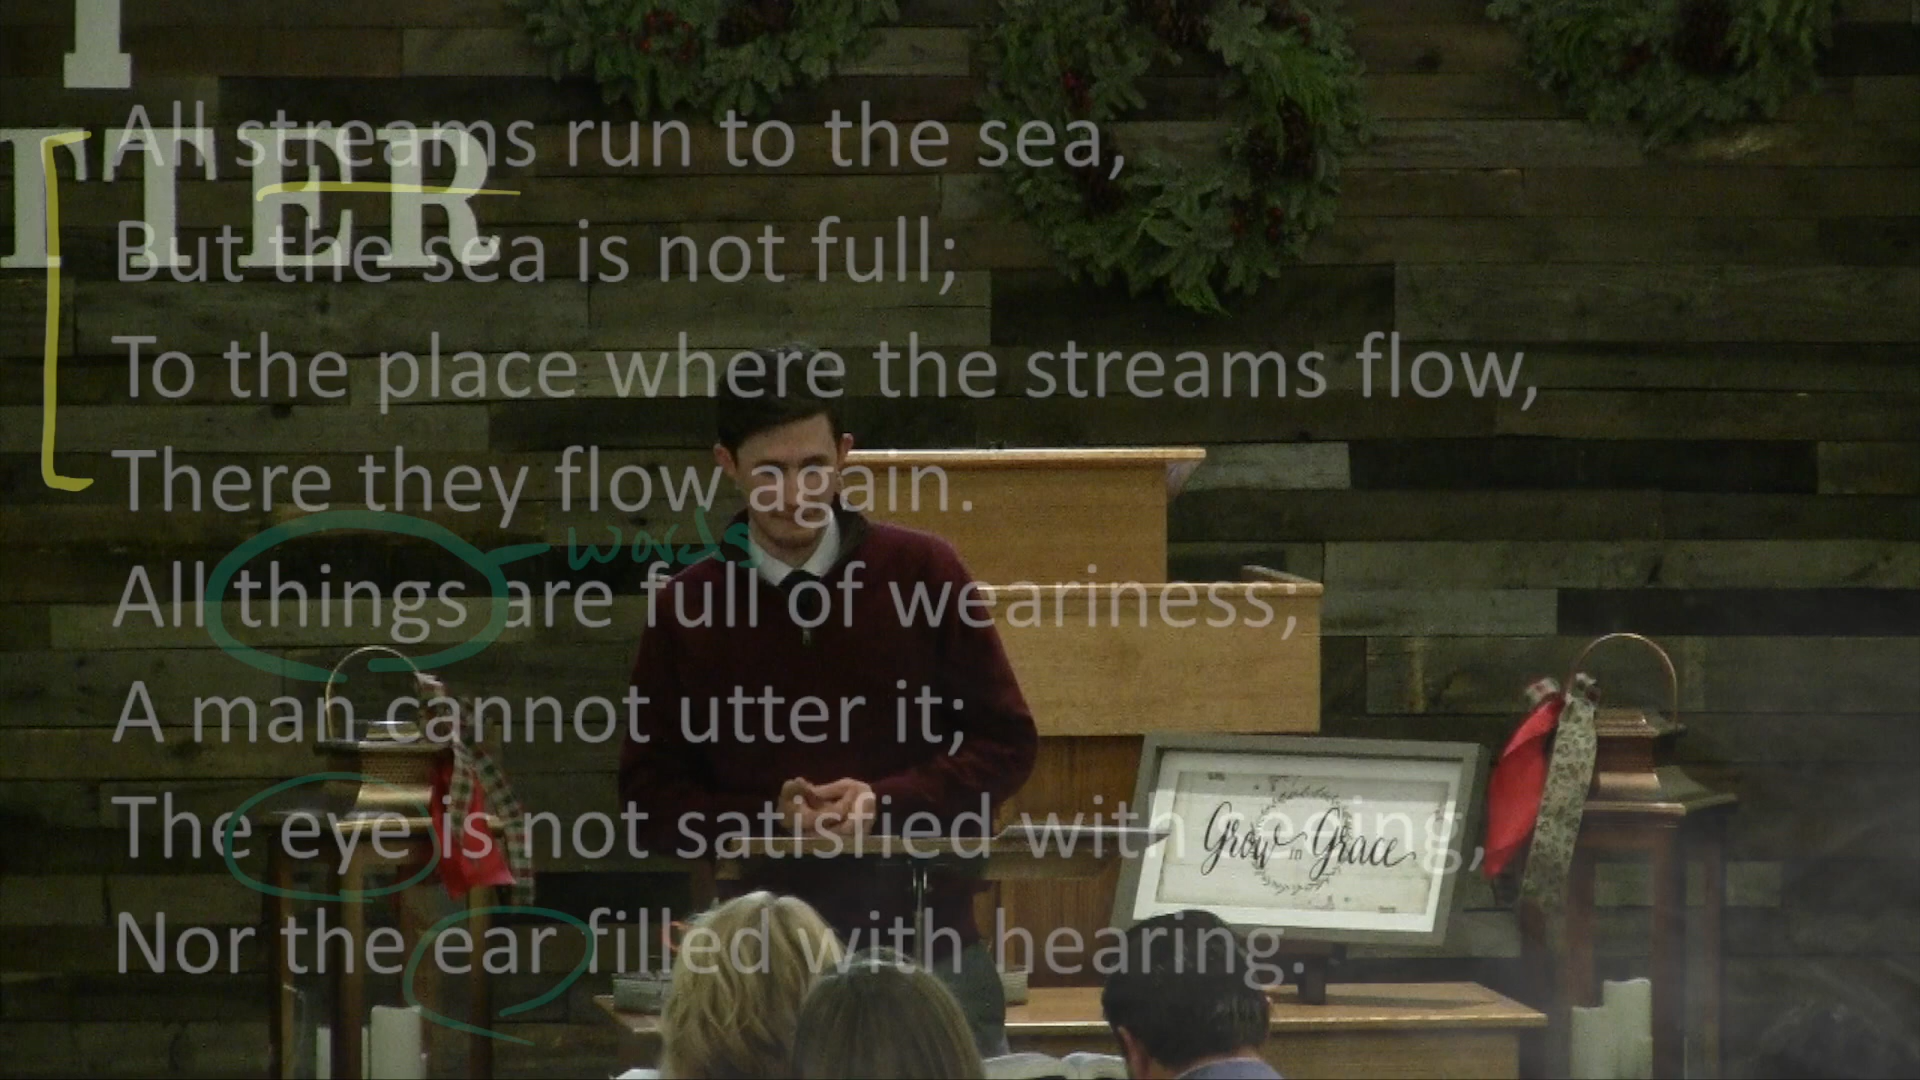 I
TTER
All streams run to the sea,
But the sea is not full;
To the place where the streams flow,
There they flow again.
words
All things are full of weariness;
A man cannot utter it;
The eye is not satisfied with seeing,
Nor the ear filled with hearing.
Grow in Grace